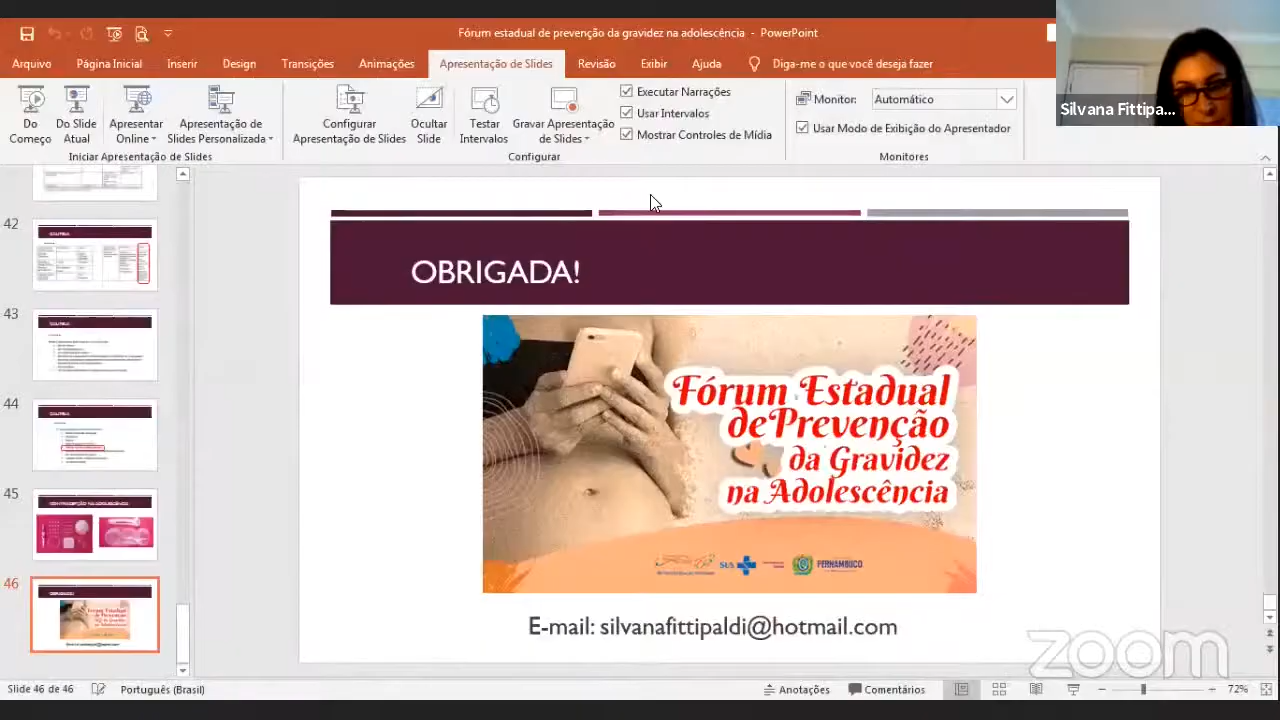 Fórum estadual de prevenção da gravidez na adolescência - PowerPoint
Arquivo
Página Inicial
Inserir
Design
Transições
Animações
Apresentação de Slides
Revisão
Exibir
Ajuda
Diga-me o que você deseja fazer
Silvana Fittipa...
Do Começo
Do Slide Atual
Apresentar Online
Apresentação de Slides Personalizada
Iniciar Apresentação de Slides
Configurar Apresentação de Slides
Ocultar Slide
Testar Intervalos
Gravar Apresentação de Slides
Executar Narrações
Usar Intervalos
Mostrar Controles de Mídia
Configurar
Monitor:
Automático
Usar Modo de Exibição do Apresentador
Monitores
42
43
44
45
46
OBRIGADA!
Fórum Estadual
de Prevenção
da Gravidez
na Adolescência
SUS
PERNAMBUCO
E-mail: silvanafittipaldi@hotmail.com
zoom
Slide 46 de 46
Português (Brasil)
Anotações
Comentários
72%